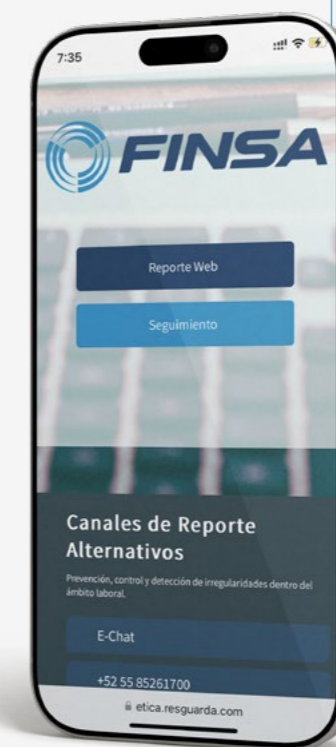 7:35
FINSA
Reporte Web
Seguimiento
Canales de Reporte
Alternativos
Prevención, control y detección de irregularidades dentro del
ámbito laboral.
E-Chat
+52 55 85261700
etica.resguarda.com